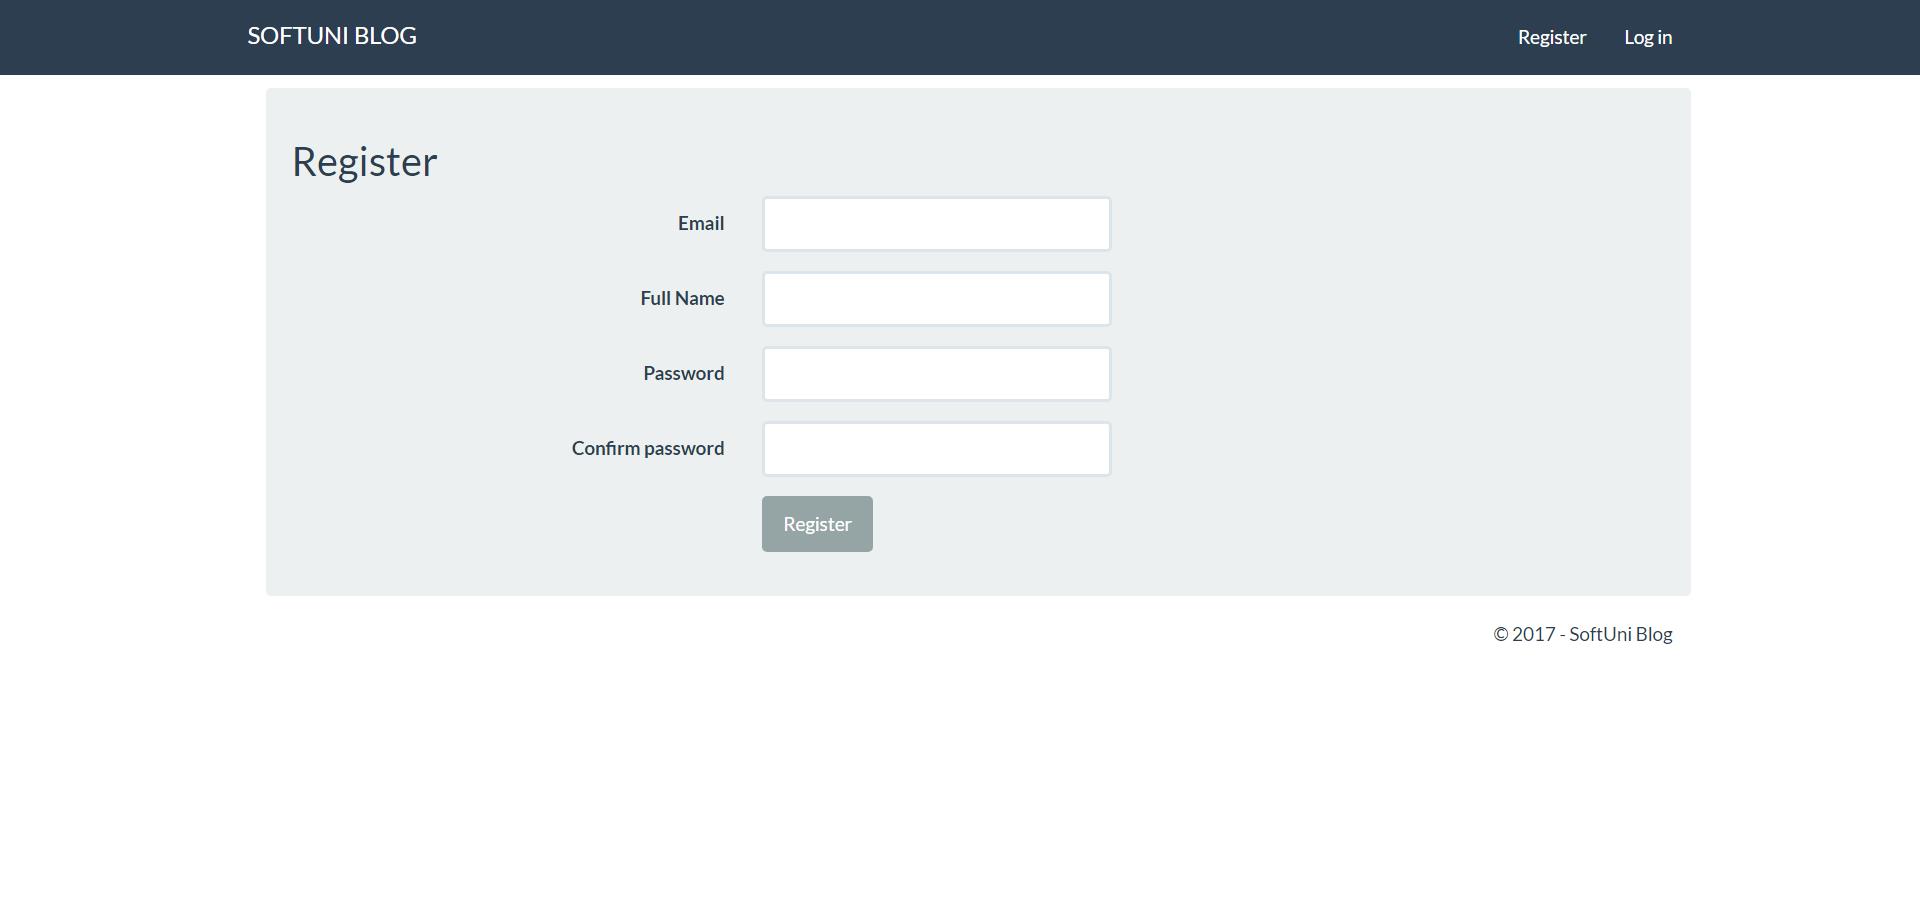 SOFTUNI BLOG
Register
Log in
Register
Email
Full Name
Password
Confirm password
Register
© 2017 - SoftUni Blog